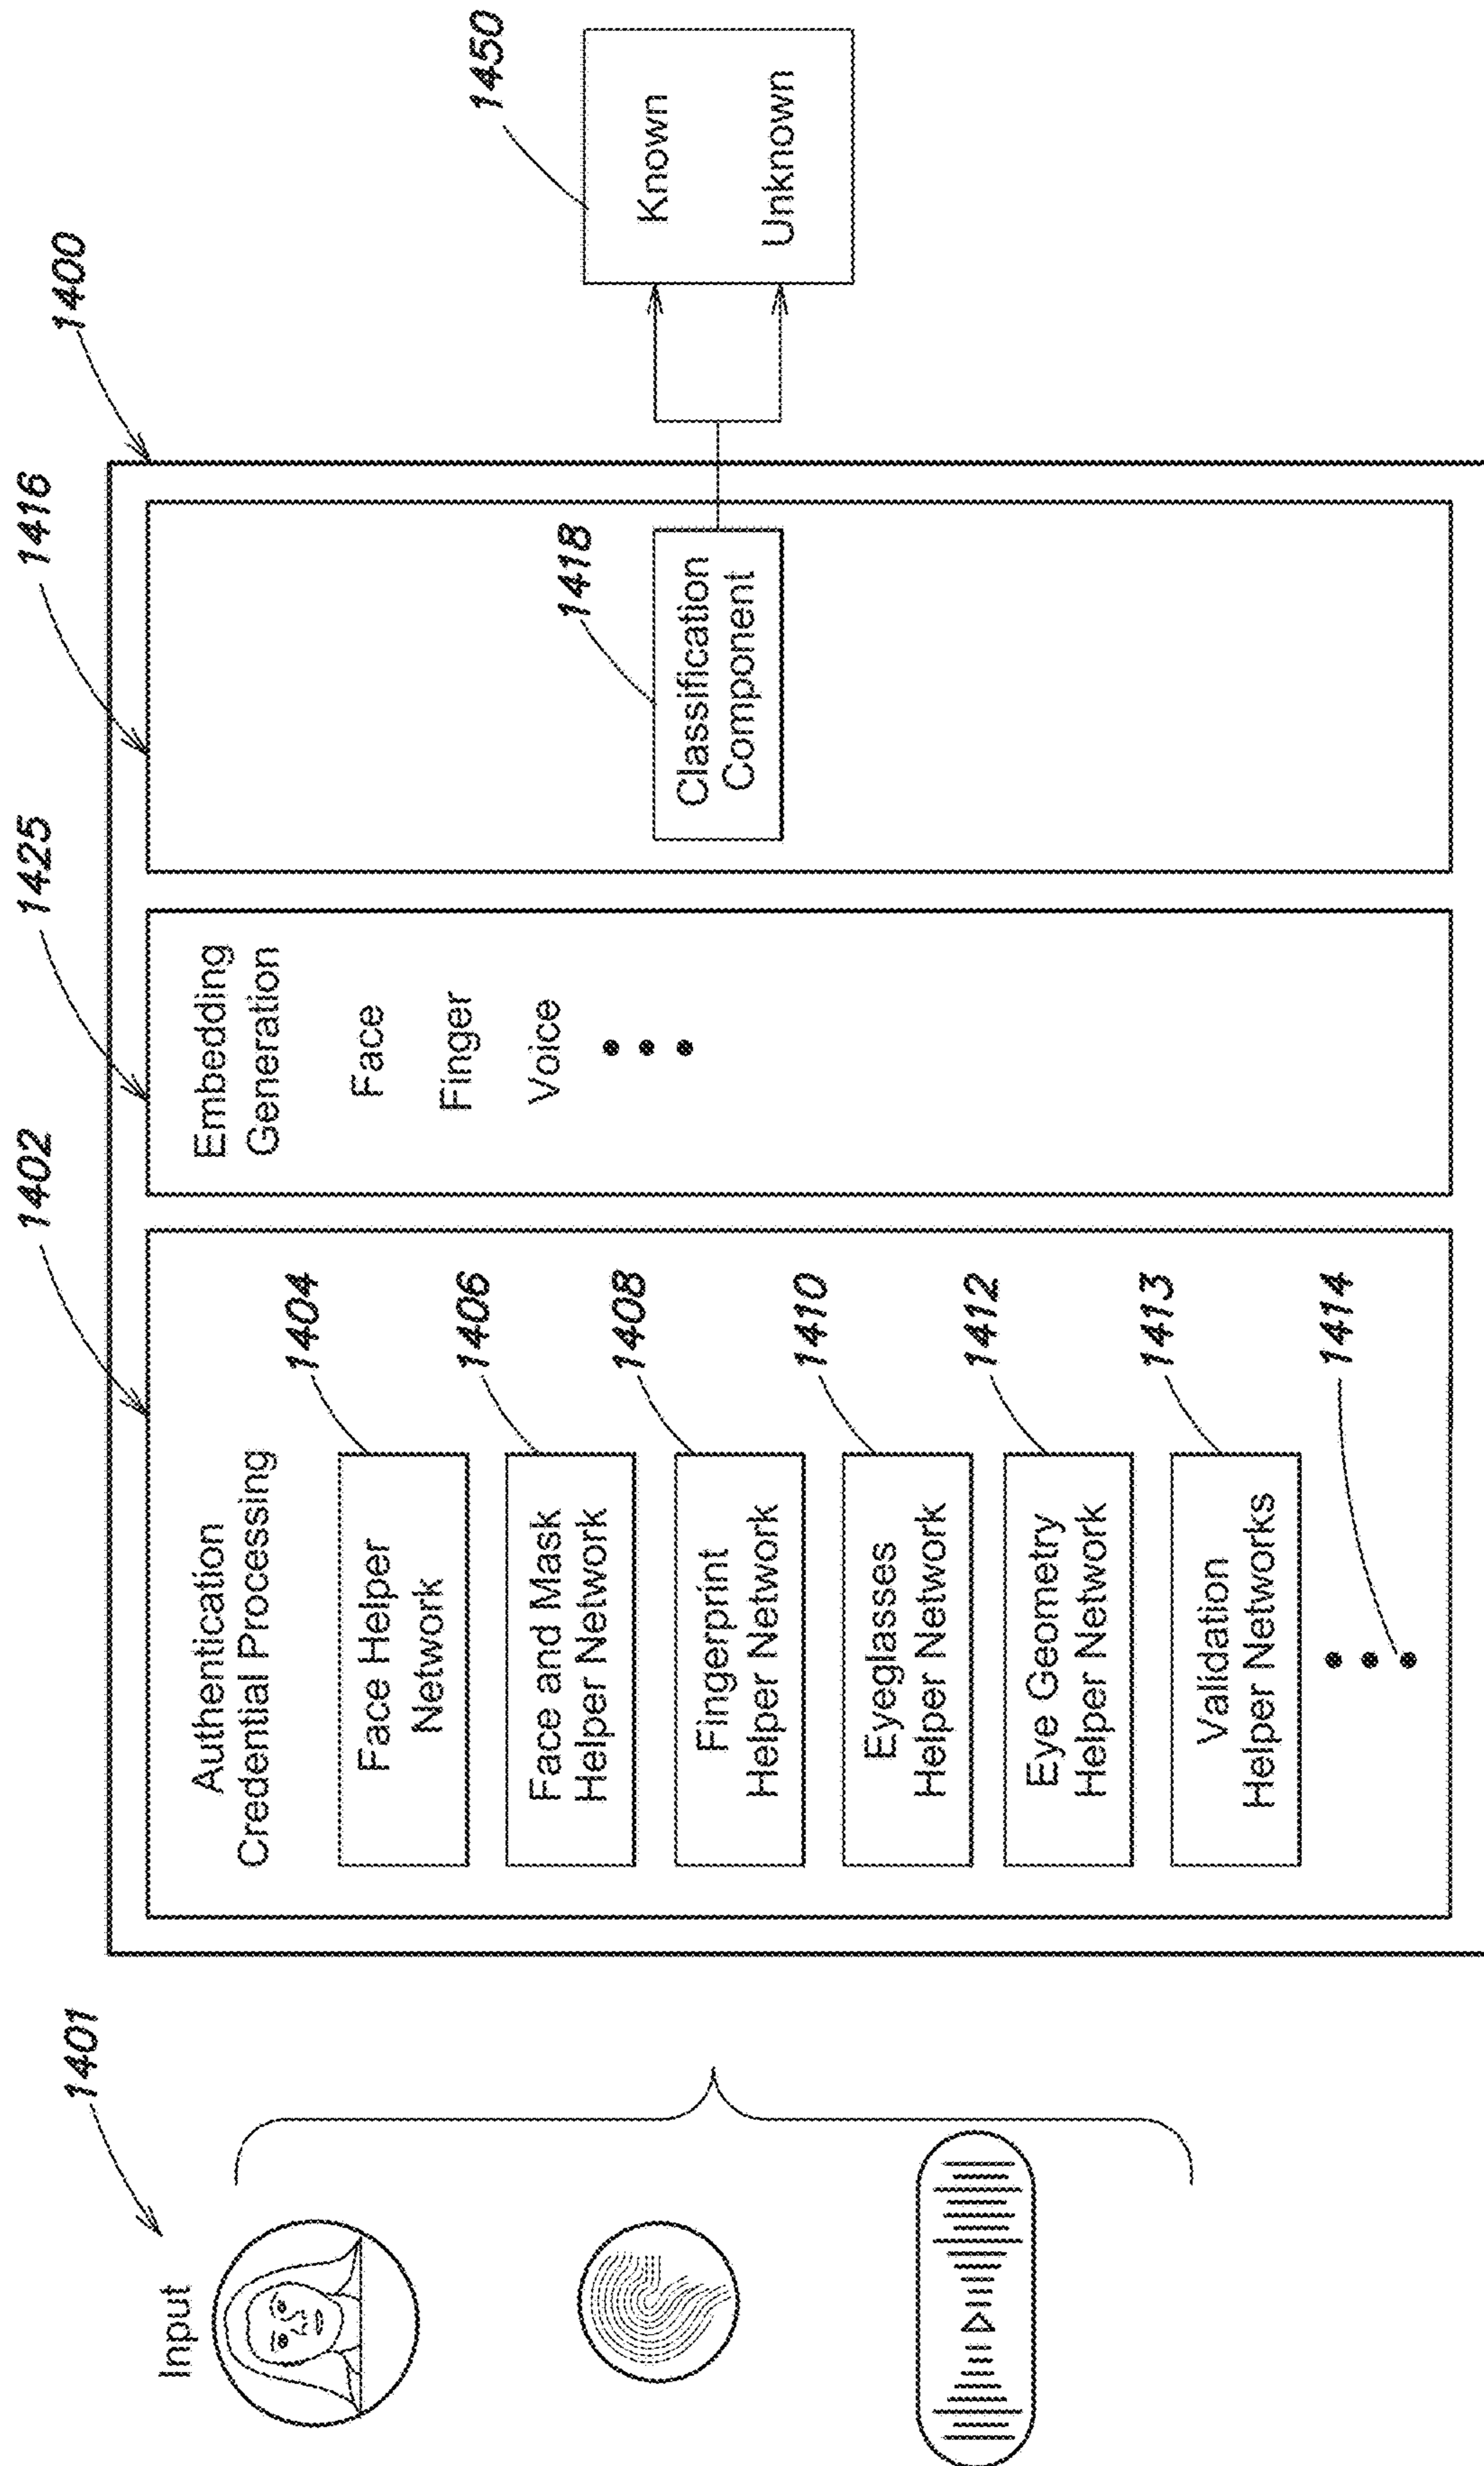 1400
1401
Input
1402
Authentication
Credential Processing
Face Helper
Network
1404
Face and Mask
Helper Network
1406
Fingerprint
Helper Network
1408
Eyeglasses
Helper Network
1410
Eye Geometry
Helper Network
1412
Validation
Helper Networks
1413
1414
1425
Embedding
Generation
Face
Finger
Voice
1416
1418
Classification
Component
1450
Known
Unknown